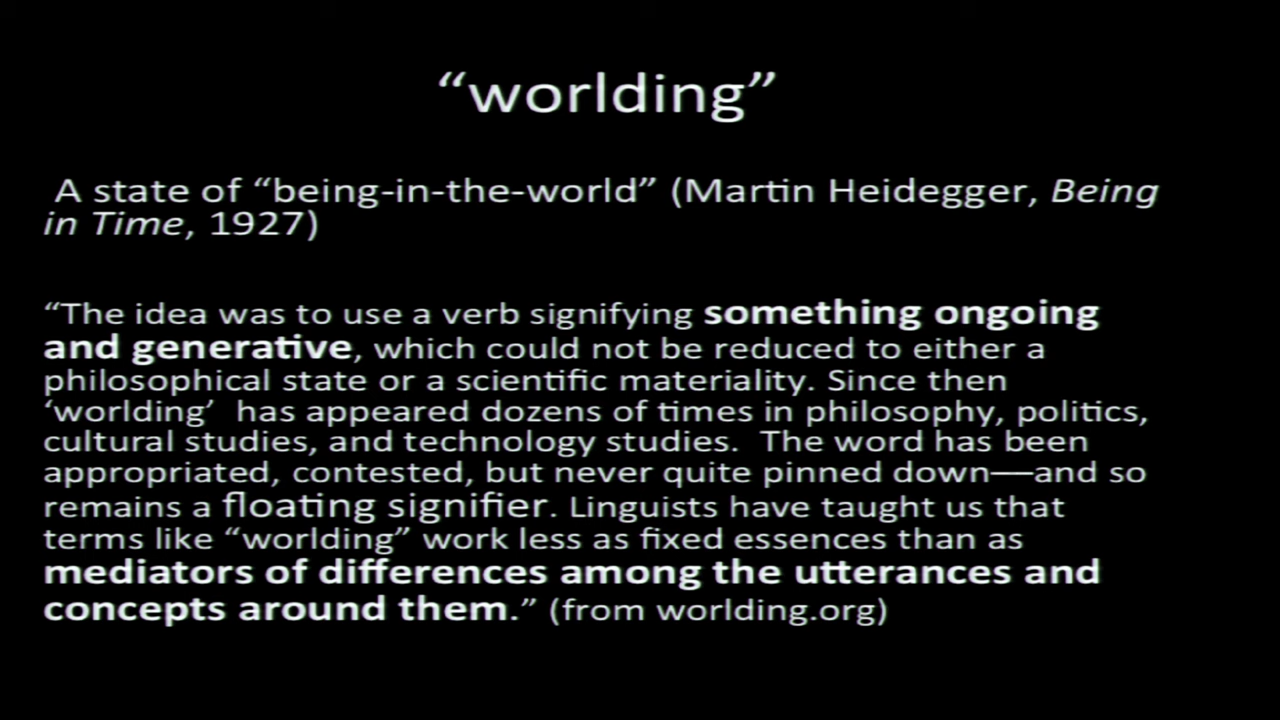 “worlding”
A state of “being-in-the-world” (Martin Heidegger, Being
in Time, 1927)
“The idea was to use a verb signifying something ongoing
and generative, which could not be reduced to either a
philosophical state or a scientific materiality. Since then
‘worlding’  has appeared dozens of times in philosophy, politics,
cultural studies, and technology studies.  The word has been
appropriated, contested, but never quite pinned down—and so
remains a floating signifier. Linguists have taught us that
terms like “worlding” work less as fixed essences than as
mediators of differences among the utterances and
concepts around them.” (from worlding.org)